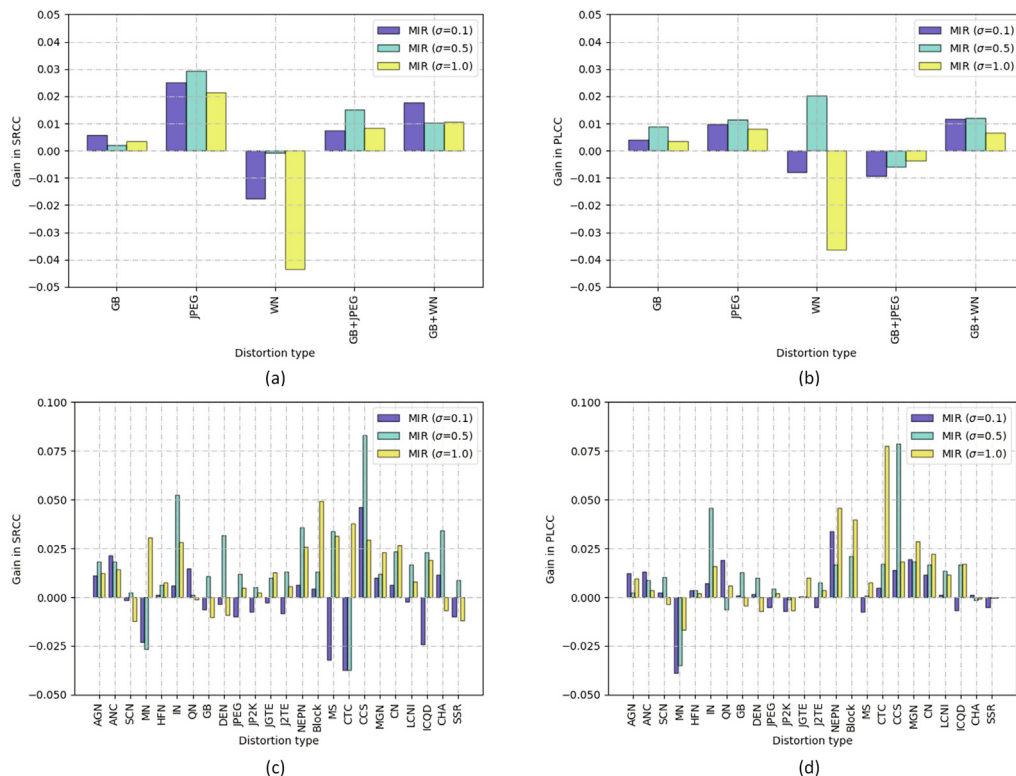 0.05
0.04
0.03
0.02
0.01
0.00
−0.01
−0.02
−0.03
−0.04
−0.05
Gain in SRCC
MIR (σ=0.1)
MIR (σ=0.5)
MIR (σ=1.0)
GB
JPEG
WN
GB+JPEG
GB+WN
Distortion type
(a)
0.05
0.04
0.03
0.02
0.01
0.00
−0.01
−0.02
−0.03
−0.04
−0.05
Gain in PLCC
MIR (σ=0.1)
MIR (σ=0.5)
MIR (σ=1.0)
GB
JPEG
WN
GB+JPEG
GB+WN
Distortion type
(b)
0.100
0.075
0.050
0.025
0.000
−0.025
−0.050
Gain in SRCC
MIR (σ=0.1)
MIR (σ=0.5)
MIR (σ=1.0)
AGN
ANC
SCN
MN
HFN
IN
QN
GB
DEN
JPEG
JP2K
JGTE
J2TE
NEPN
Block
MS
CTC
CCS
MGN
CN
LCNI
ICQD
CHA
SSR
Distortion type
(c)
0.100
0.075
0.050
0.025
0.000
−0.025
−0.050
Gain in PLCC
MIR (σ=0.1)
MIR (σ=0.5)
MIR (σ=1.0)
AGN
ANC
SCN
MN
HFN
IN
QN
GB
DEN
JPEG
JP2K
JGTE
J2TE
NEPN
Block
MS
CTC
CCS
MGN
CN
LCNI
ICQD
CHA
SSR
Distortion type
(d)